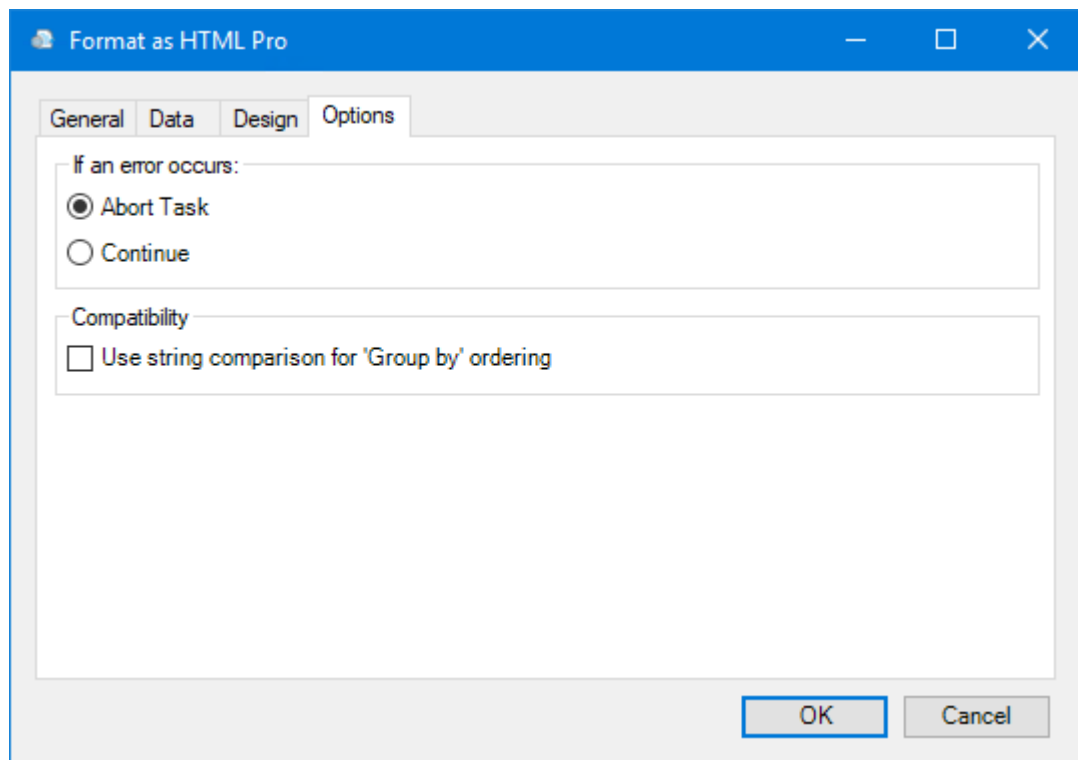 Format as HTML Pro
General Data Design Options
If an error occurs:
Abort Task
Continue
Compatibility
Use string comparison for 'Group by' ordering
OK Cancel